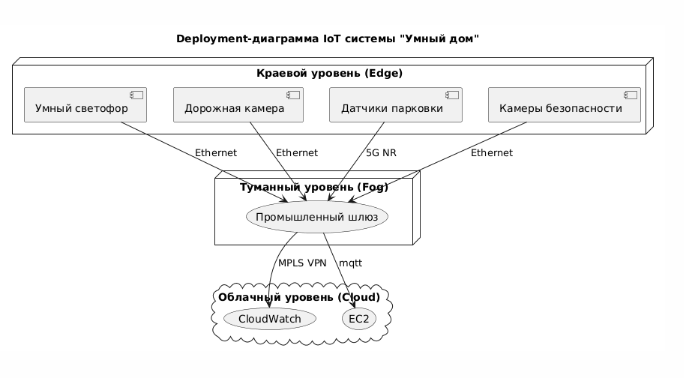 Deployment-диаграмма IoT системы "Умный дом"
Краевой уровень (Edge)
Умный светофор
Дорожная камера
Датчики парковки
Камеры безопасности
Ethernet
Ethernet
5G NR
Ethernet
Туманный уровень (Fog)
Промышленный шлюз
MPLS VPN
mqtt
Облачный уровень (Cloud)
CloudWatch
EC2